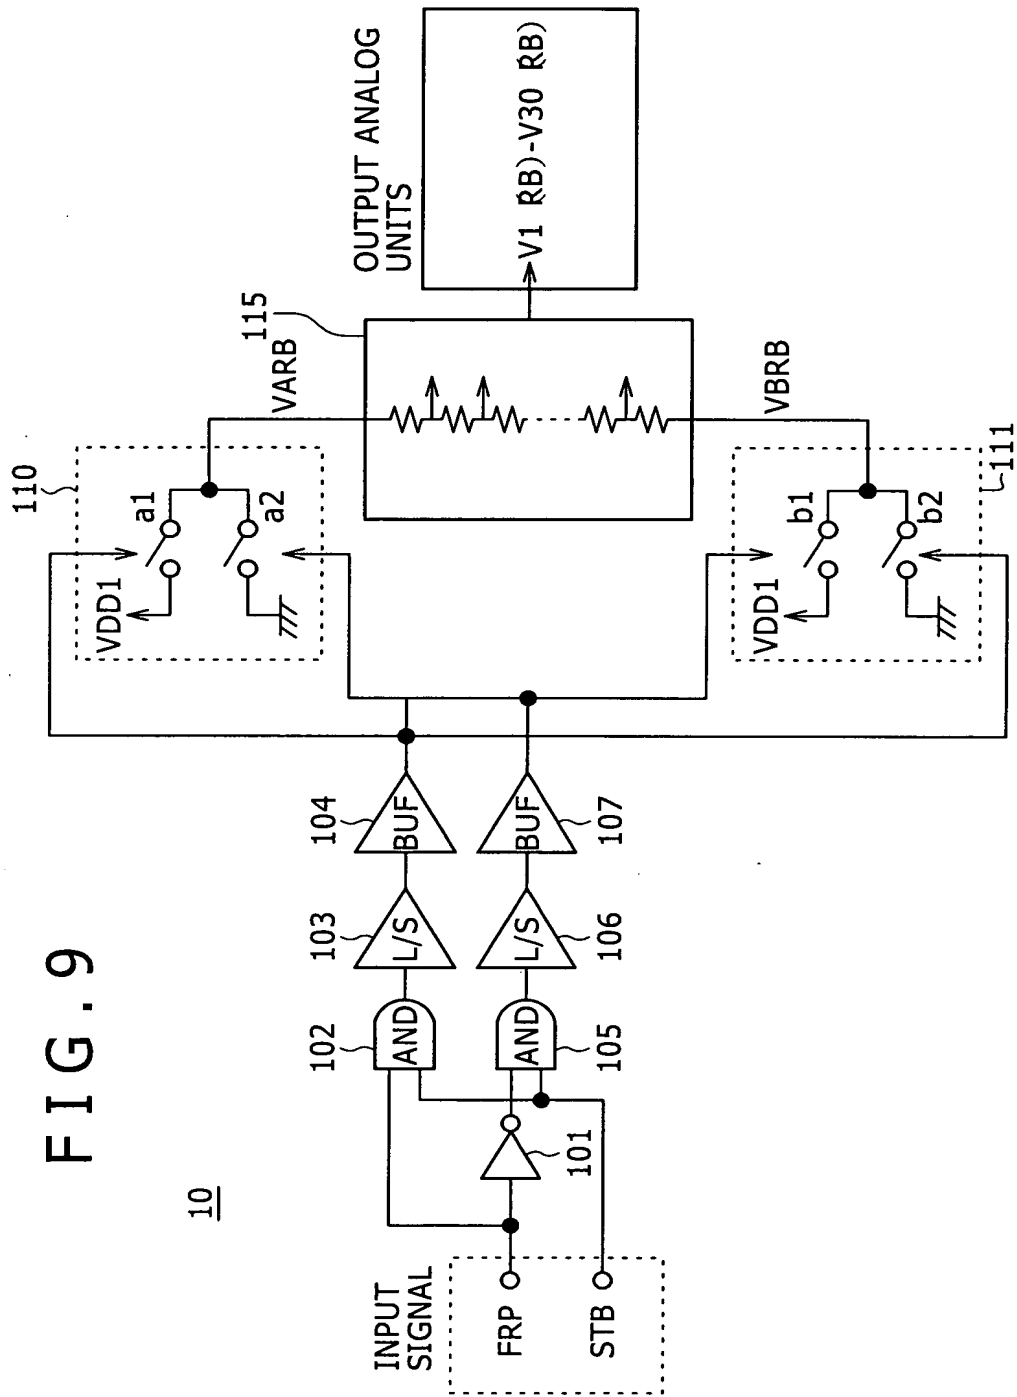 FIG.9
10
INPUT
SIGNAL
FRP
STB
101
102
AND
103
L/S
104
BUF
AND
105
L/S
106
BUF
107
110
VDD1
a1
a2
VARB
115
OUTPUT ANALOG
UNITS
V1 RB)-V30 RB)
VBRB
VDD1
b1
b2
111